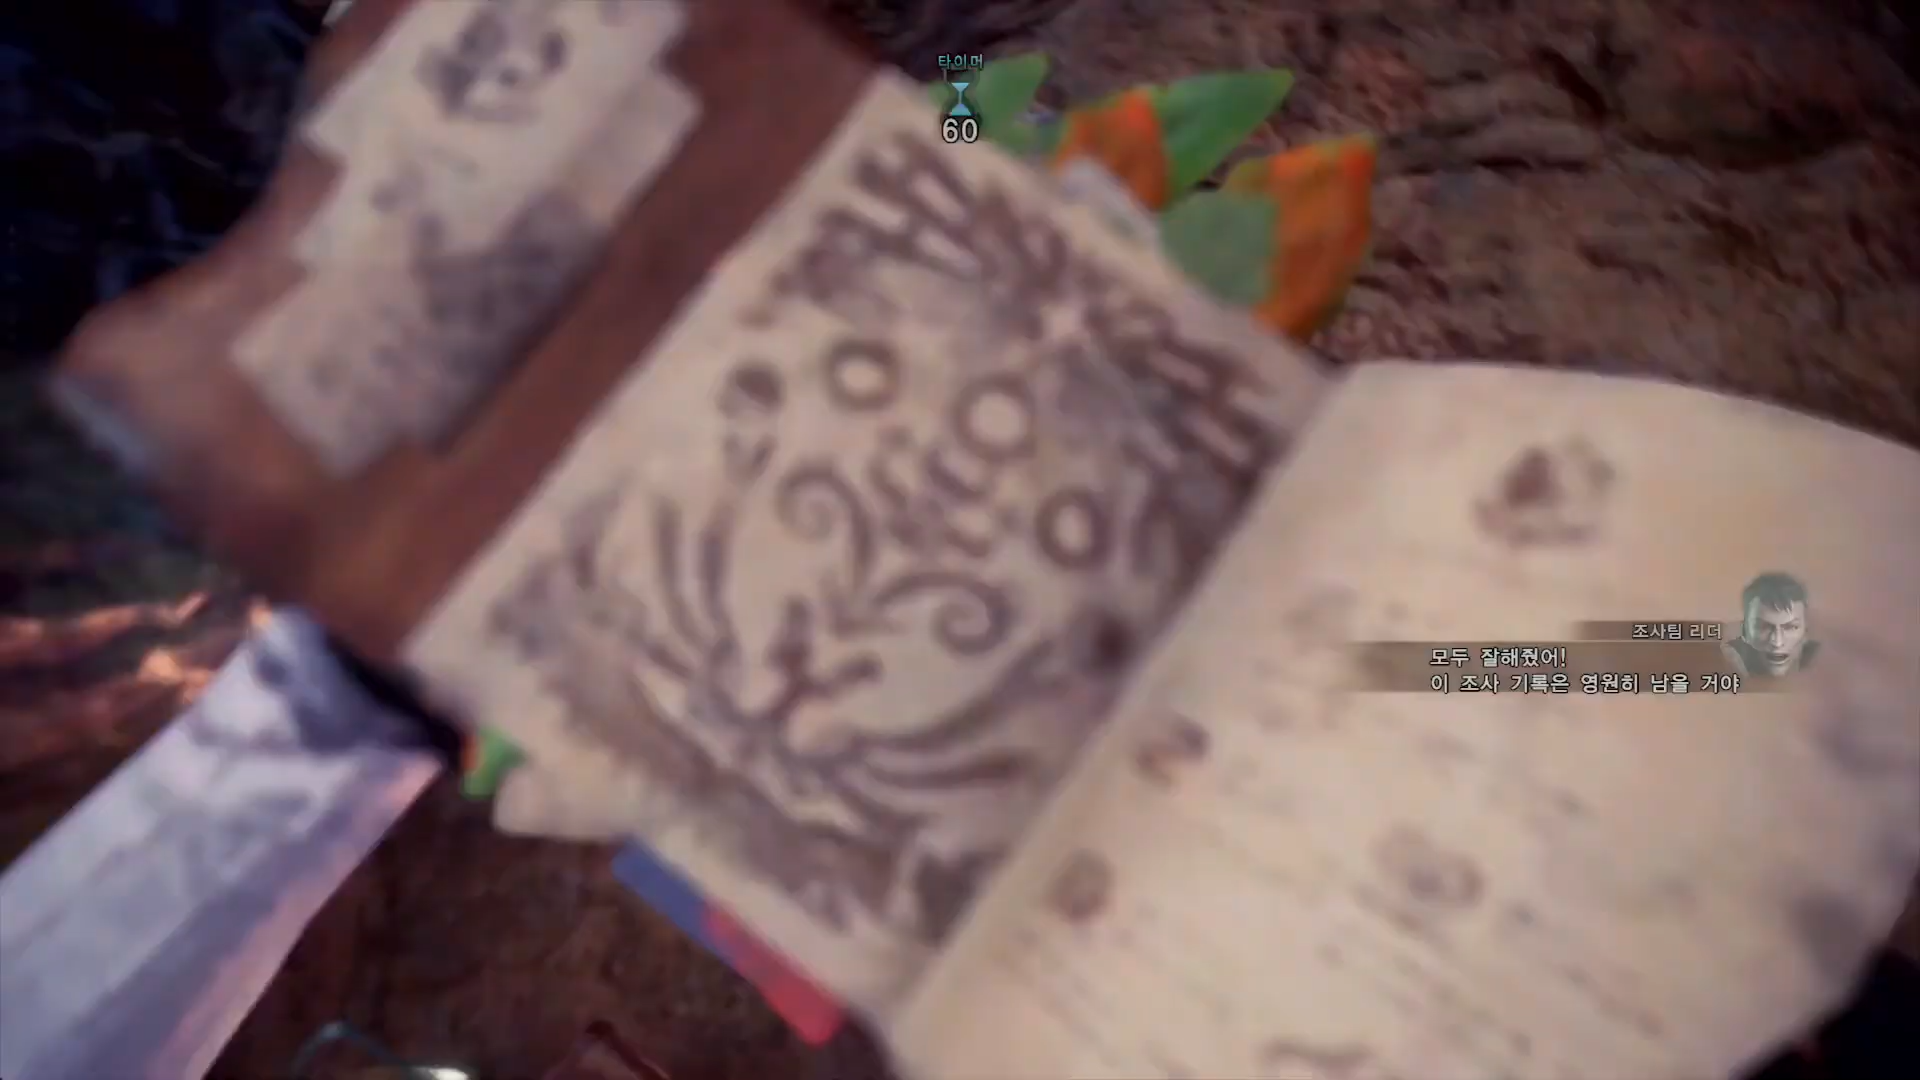 타이머
60
조사팀 리더
모두 잘해줬어!
이 조사 기록은 영원히 남을 거야